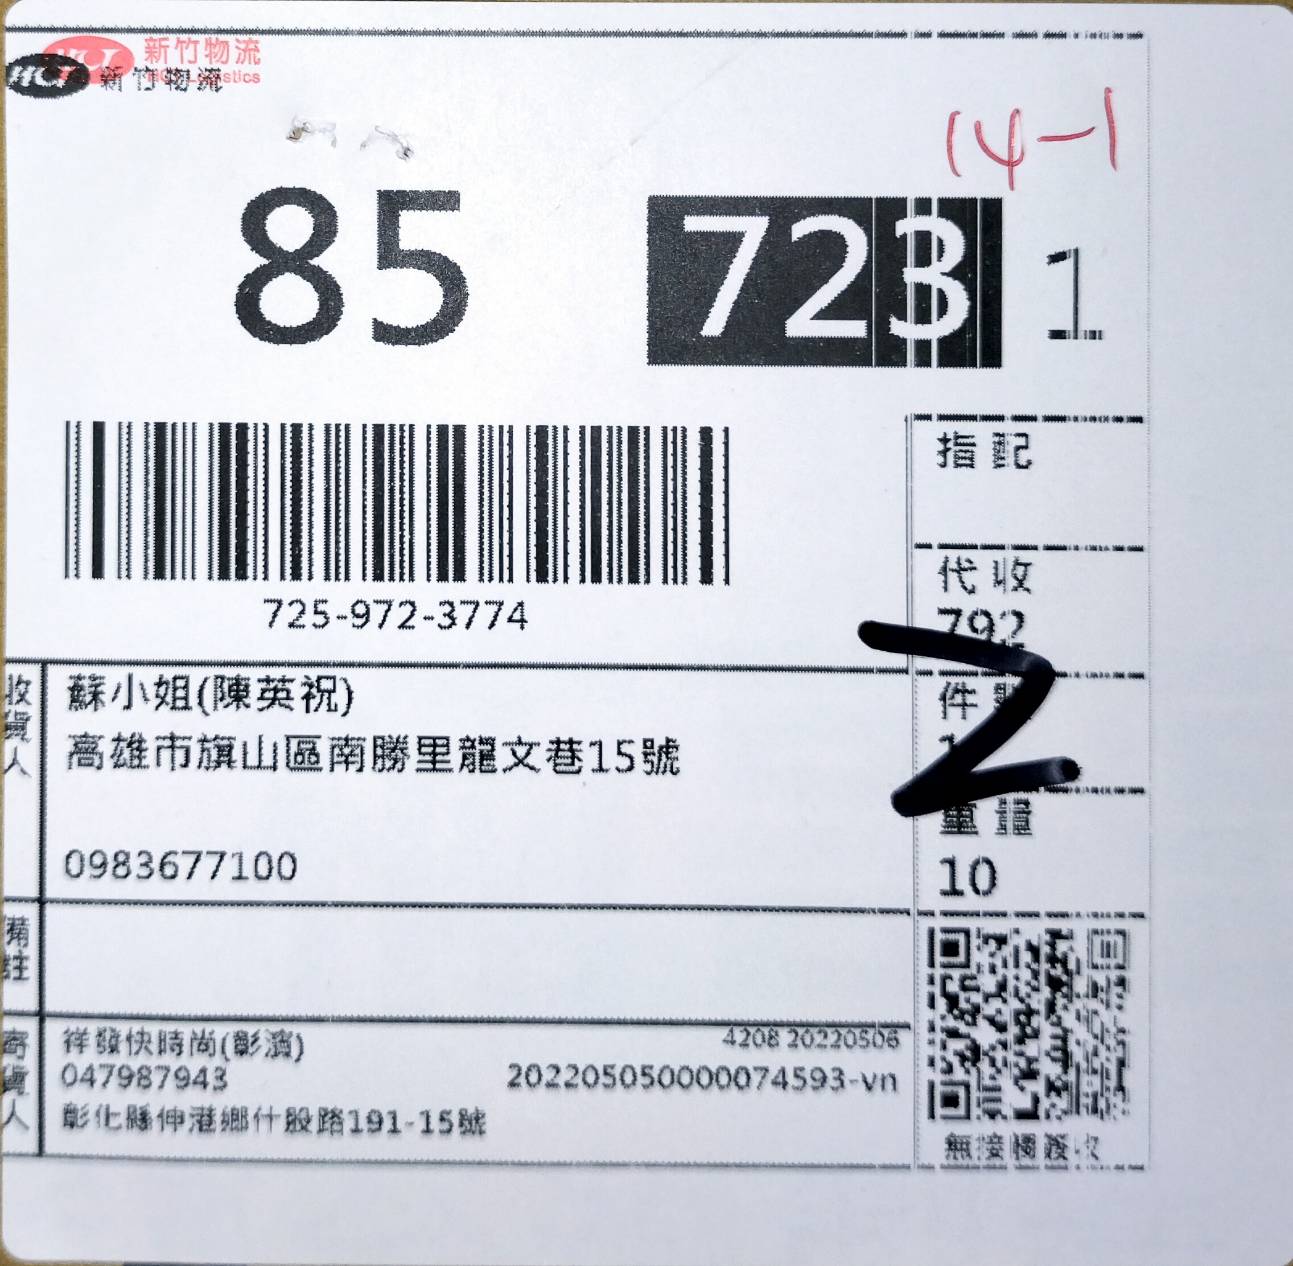 新竹物流
HCT Logistics
HCT 新竹物流
14-1
85 723 1
725-972-3774
指配
代收
792
2
件
重量
10
收貨人
蘇小姐(陳英祝)
高雄市旗山區南勝里龍文巷15號
0983677100
備註
寄貨人
祥發快時尚(彰濱)
4208 20220506
047987943
202205050000074593-vn
彰化縣伸港鄉什股路191-15號
無接觸簽收